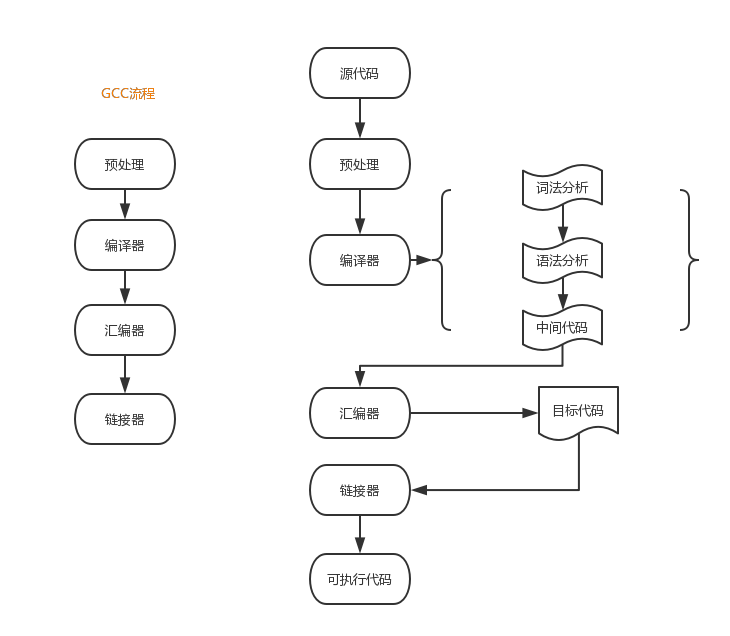 GCC流程
预处理
编译器
汇编器
链接器
源代码
预处理
编译器
词法分析
语法分析
中间代码
汇编器
目标代码
链接器
可执行代码